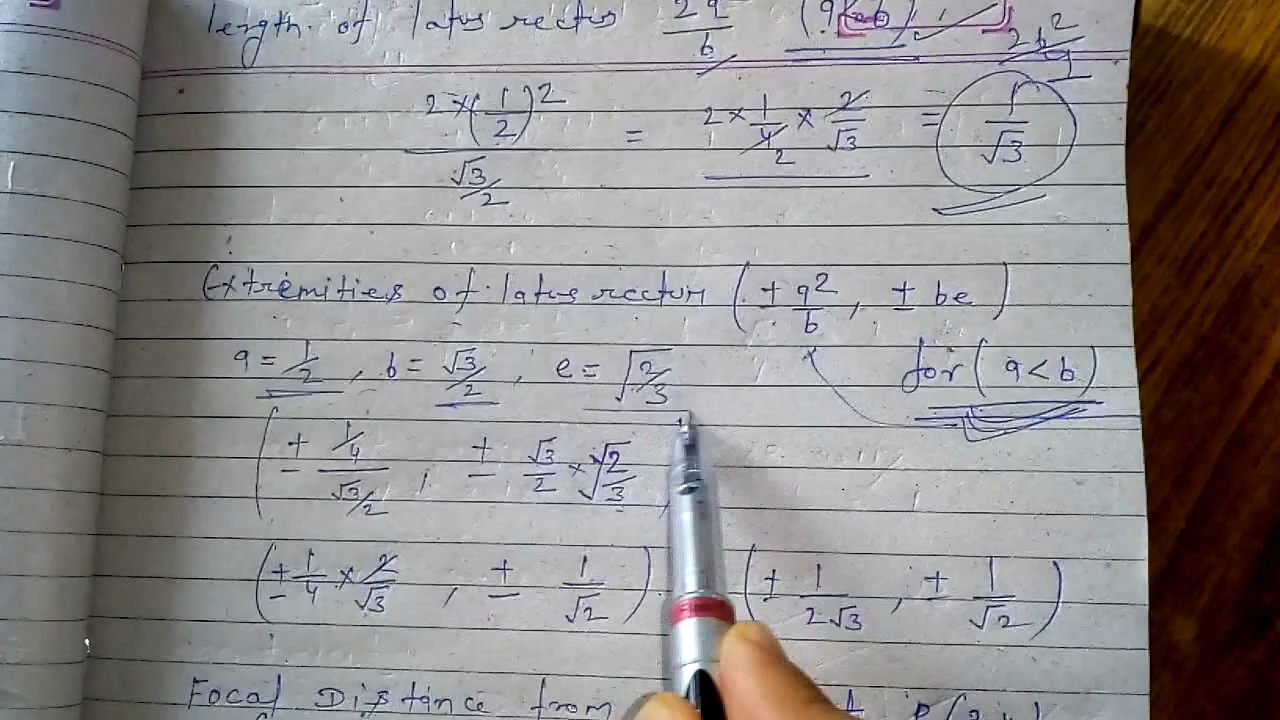 length of latus rectus 2a²/b (a<b) ✓ 2b²/a
2×(1/2)²/(√3/2) = 2×1/4×2/√3 = 1/√3
Extremities of latus rectum (± a²/b, ± be)
a = 1/2, b = √3/2, e = √2/3 for (a<b)
(± 1/4/(√3/2), ± √3/2 × √2/3
(± 1/4 × 2/√3, ± 1/√2) (± 1/2√3, ± 1/√2)
Focal Distance from